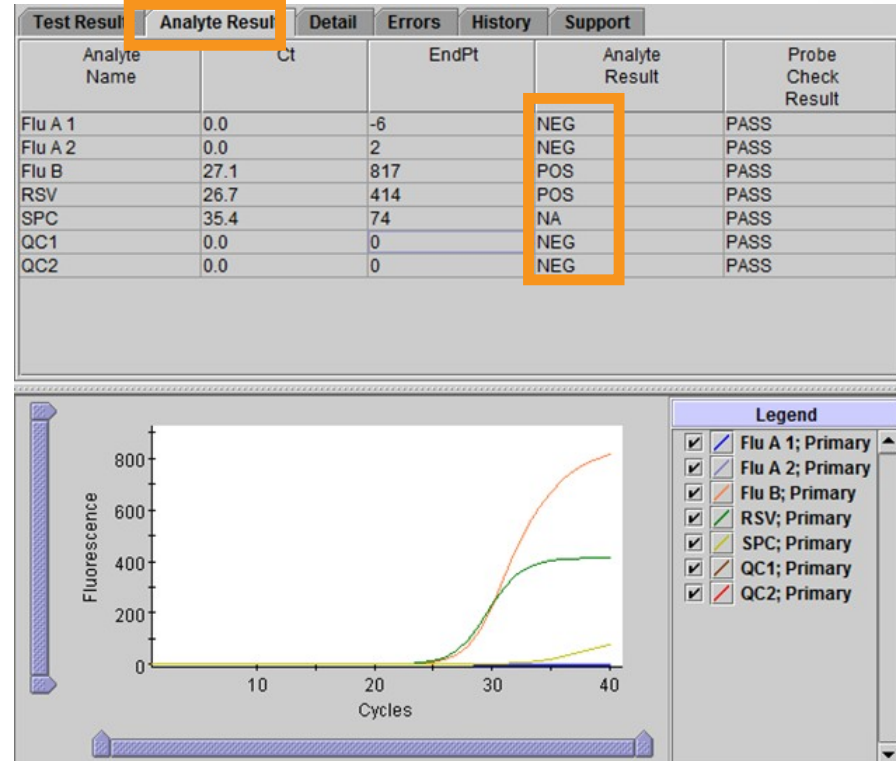 Test Result Analyte Result Detail Errors History Support
Analyte Name Ct EndPt Analyte Result Probe Check Result
Flu A 1 0.0 -6 NEG PASS
Flu A 2 0.0 2 NEG PASS
Flu B 27.1 817 POS PASS
RSV 26.7 414 POS PASS
SPC 35.4 74 NA PASS
QC1 0.0 0 NEG PASS
QC2 0.0 0 NEG PASS
Fluorescence
800
600
400
200
0
10 20 30 40
Cycles
Legend
Flu A 1; Primary
Flu A 2; Primary
Flu B; Primary
RSV; Primary
SPC; Primary
QC1; Primary
QC2; Primary